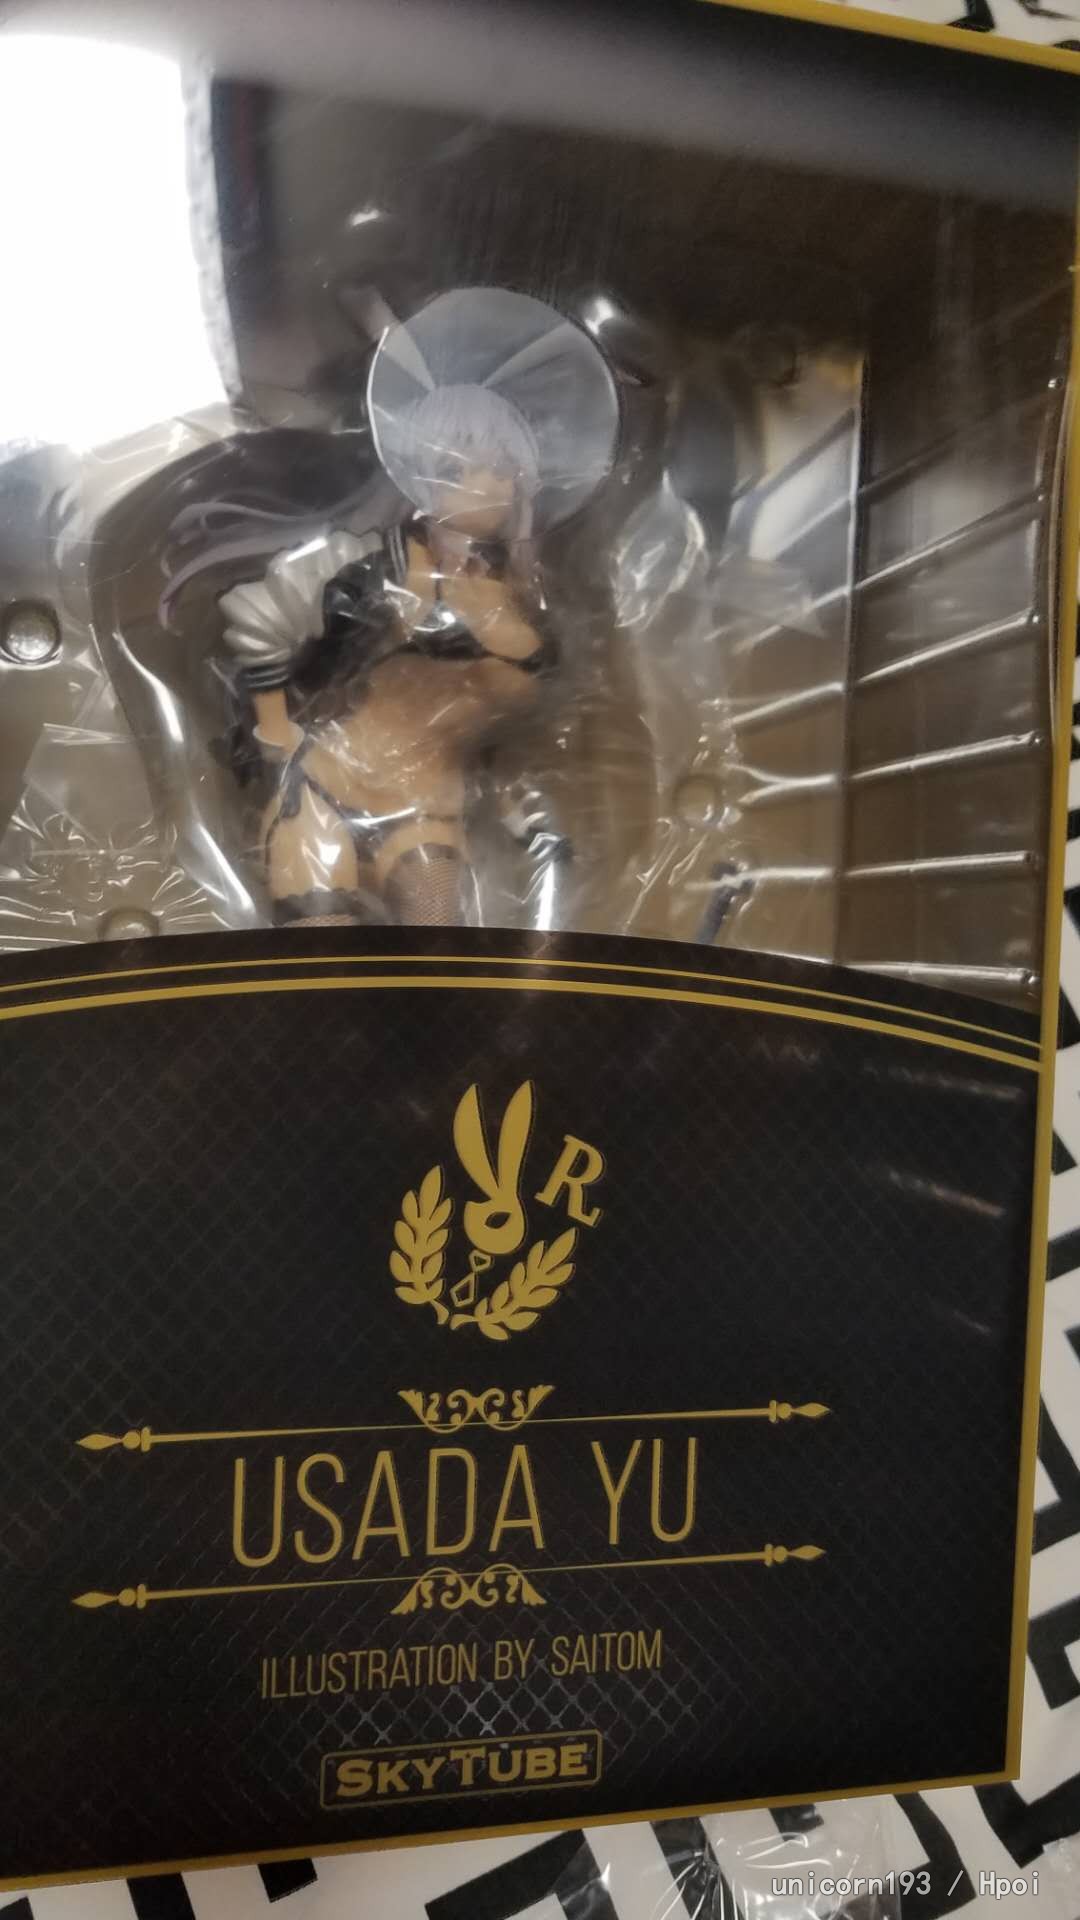 R
USADA YU
ILLUSTRATION BY SAITOM
SKYTUBE
unicorn193 / Hpoi